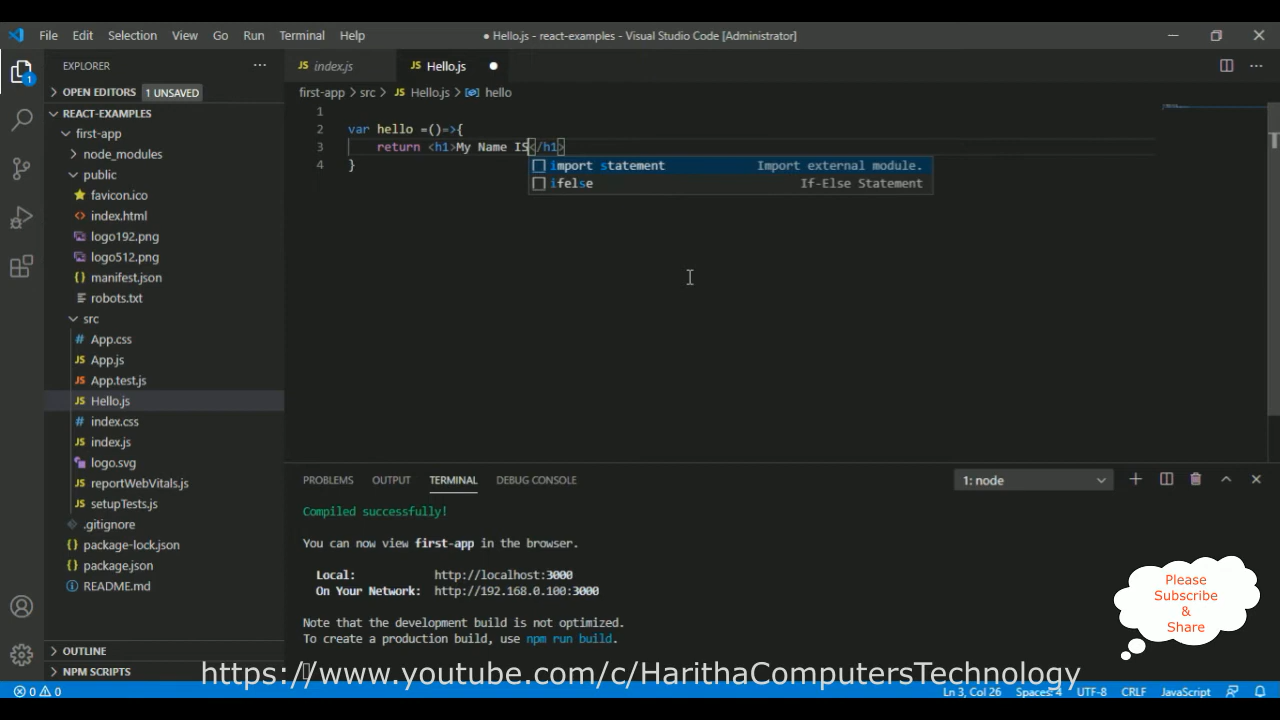 File Edit Selection View Go Run Terminal Help
● Hello.js - react-examples - Visual Studio Code [Administrator]
EXPLORER
OPEN EDITORS 1 UNSAVED
REACT-EXAMPLES
first-app
node_modules
public
favicon.ico
index.html
logo192.png
logo512.png
manifest.json
robots.txt
src
App.css
App.js
App.test.js
Hello.js
index.css
index.js
logo.svg
reportWebVitals.js
setupTests.js
.gitignore
package-lock.json
package.json
README.md
OUTLINE
NPM SCRIPTS
JS index.js JS Hello.js
first-app > src > JS Hello.js > hello
1
2 var hello =()=>{
3 return <h1>My Name IS</h1>
4 }
import statement Import external module.
ifelse If-Else Statement
PROBLEMS OUTPUT TERMINAL DEBUG CONSOLE 1: node
Compiled successfully!
You can now view first-app in the browser.
Local: http://localhost:3000
On Your Network: http://192.168.0.100:3000
Note that the development build is not optimized.
To create a production build, use npm run build.
Please
Subscribe
&
Share
https://www.youtube.com/c/HarithaComputersTechnology
0 0 Ln 3, Col 26 Spaces: 4 UTF-8 CRLF JavaScript